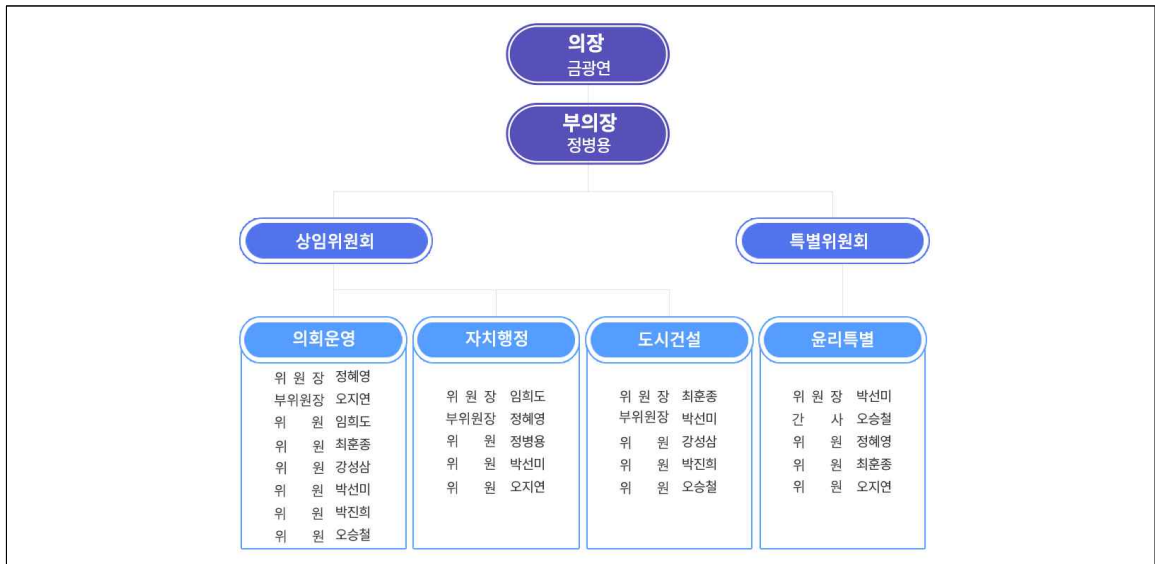 의장
금광연
부의장
정병용
상임위원회
특별위원회
의회운영
위 원 장 정혜영
부위원장 오지연
위 원 임희도
위 원 최훈종
위 원 강성삼
위 원 박선미
위 원 박진희
위 원 오승철
자치행정
위 원 장 임희도
부위원장 정혜영
위 원 정병용
위 원 박선미
위 원 오지연
도시건설
위 원 장 최훈종
부위원장 박선미
위 원 강성삼
위 원 박진희
위 원 오승철
윤리특별
위 원 장 박선미
간 사 오승철
위 원 정혜영
위 원 최훈종
위 원 오지연